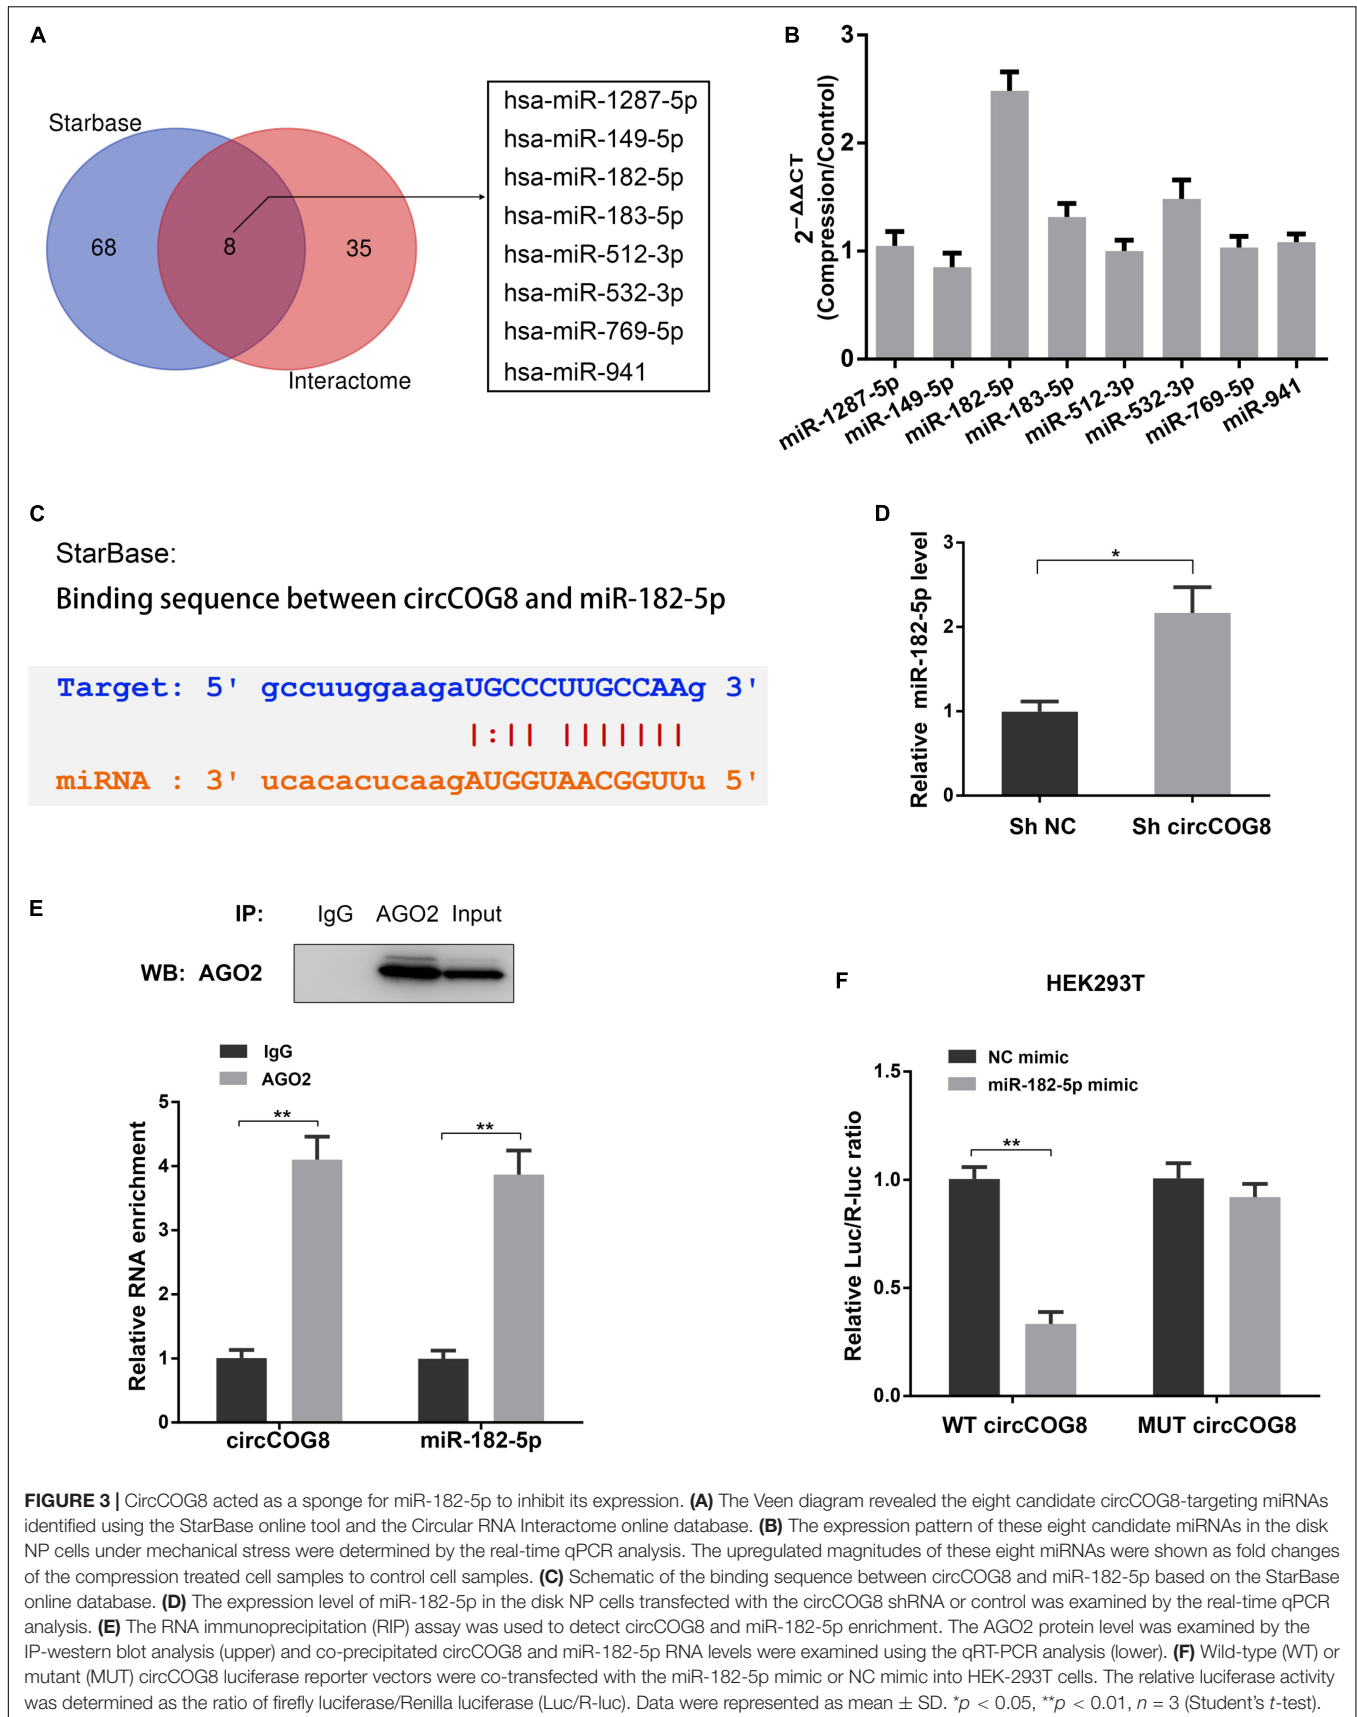 A
Starbase
68
8
35
Interactome
hsa-miR-1287-5p
hsa-miR-149-5p
hsa-miR-182-5p
hsa-miR-183-5p
hsa-miR-512-3p
hsa-miR-532-3p
hsa-miR-769-5p
hsa-miR-941
B
2^−ΔΔCT
(Compression/Control)
3
2
1
0
miR-1287-5p
miR-149-5p
miR-182-5p
miR-183-5p
miR-512-3p
miR-532-3p
miR-769-5p
miR-941
C
StarBase:
Binding sequence between circCOG8 and miR-182-5p
Target: 5' gccuuggaagaUGCCCUUGCCAAg 3'
|:|| |||||||
miRNA : 3' ucacacucaagAUGGUAACGGUUu 5'
D
Relative miR-182-5p level
3
2
1
0
*
Sh NC
Sh circCOG8
E
IP: IgG AGO2 Input
WB: AGO2
IgG
AGO2
Relative RNA enrichment
5
4
3
2
1
0
**
**
circCOG8
miR-182-5p
F
HEK293T
NC mimic
miR-182-5p mimic
Relative Luc/R-luc ratio
1.5
1.0
0.5
0.0
**
WT circCOG8
MUT circCOG8
FIGURE 3 | CircCOG8 acted as a sponge for miR-182-5p to inhibit its expression. (A) The Veen diagram revealed the eight candidate circCOG8-targeting miRNAs
identified using the StarBase online tool and the Circular RNA Interactome online database. (B) The expression pattern of these eight candidate miRNAs in the disk
NP cells under mechanical stress were determined by the real-time qPCR analysis. The upregulated magnitudes of these eight miRNAs were shown as fold changes
of the compression treated cell samples to control cell samples. (C) Schematic of the binding sequence between circCOG8 and miR-182-5p based on the StarBase
online database. (D) The expression level of miR-182-5p in the disk NP cells transfected with the circCOG8 shRNA or control was examined by the real-time qPCR
analysis. (E) The RNA immunoprecipitation (RIP) assay was used to detect circCOG8 and miR-182-5p enrichment. The AGO2 protein level was examined by the
IP-western blot analysis (upper) and co-precipitated circCOG8 and miR-182-5p RNA levels were examined using the qRT-PCR analysis (lower). (F) Wild-type (WT) or
mutant (MUT) circCOG8 luciferase reporter vectors were co-transfected with the miR-182-5p mimic or NC mimic into HEK-293T cells. The relative luciferase activity
was determined as the ratio of firefly luciferase/Renilla luciferase (Luc/R-luc). Data were represented as mean ± SD. *p < 0.05, **p < 0.01, n = 3 (Student's t-test).